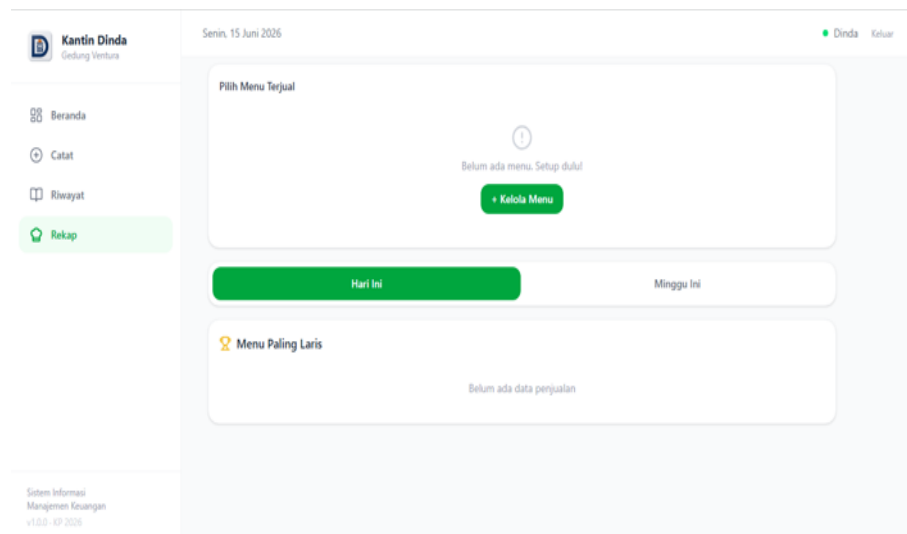 Kantin Dinda
Gedung Ventura
Beranda
Catat
Riwayat
Rekap
Sistem Informasi
Manajemen Keuangan
v1.0.0 - KP 2026
Senin, 15 Juni 2026
Dinda Keluar
Pilih Menu Terjual
Belum ada menu. Setup dulu!
+ Kelola Menu
Hari Ini Minggu Ini
Menu Paling Laris
Belum ada data penjualan